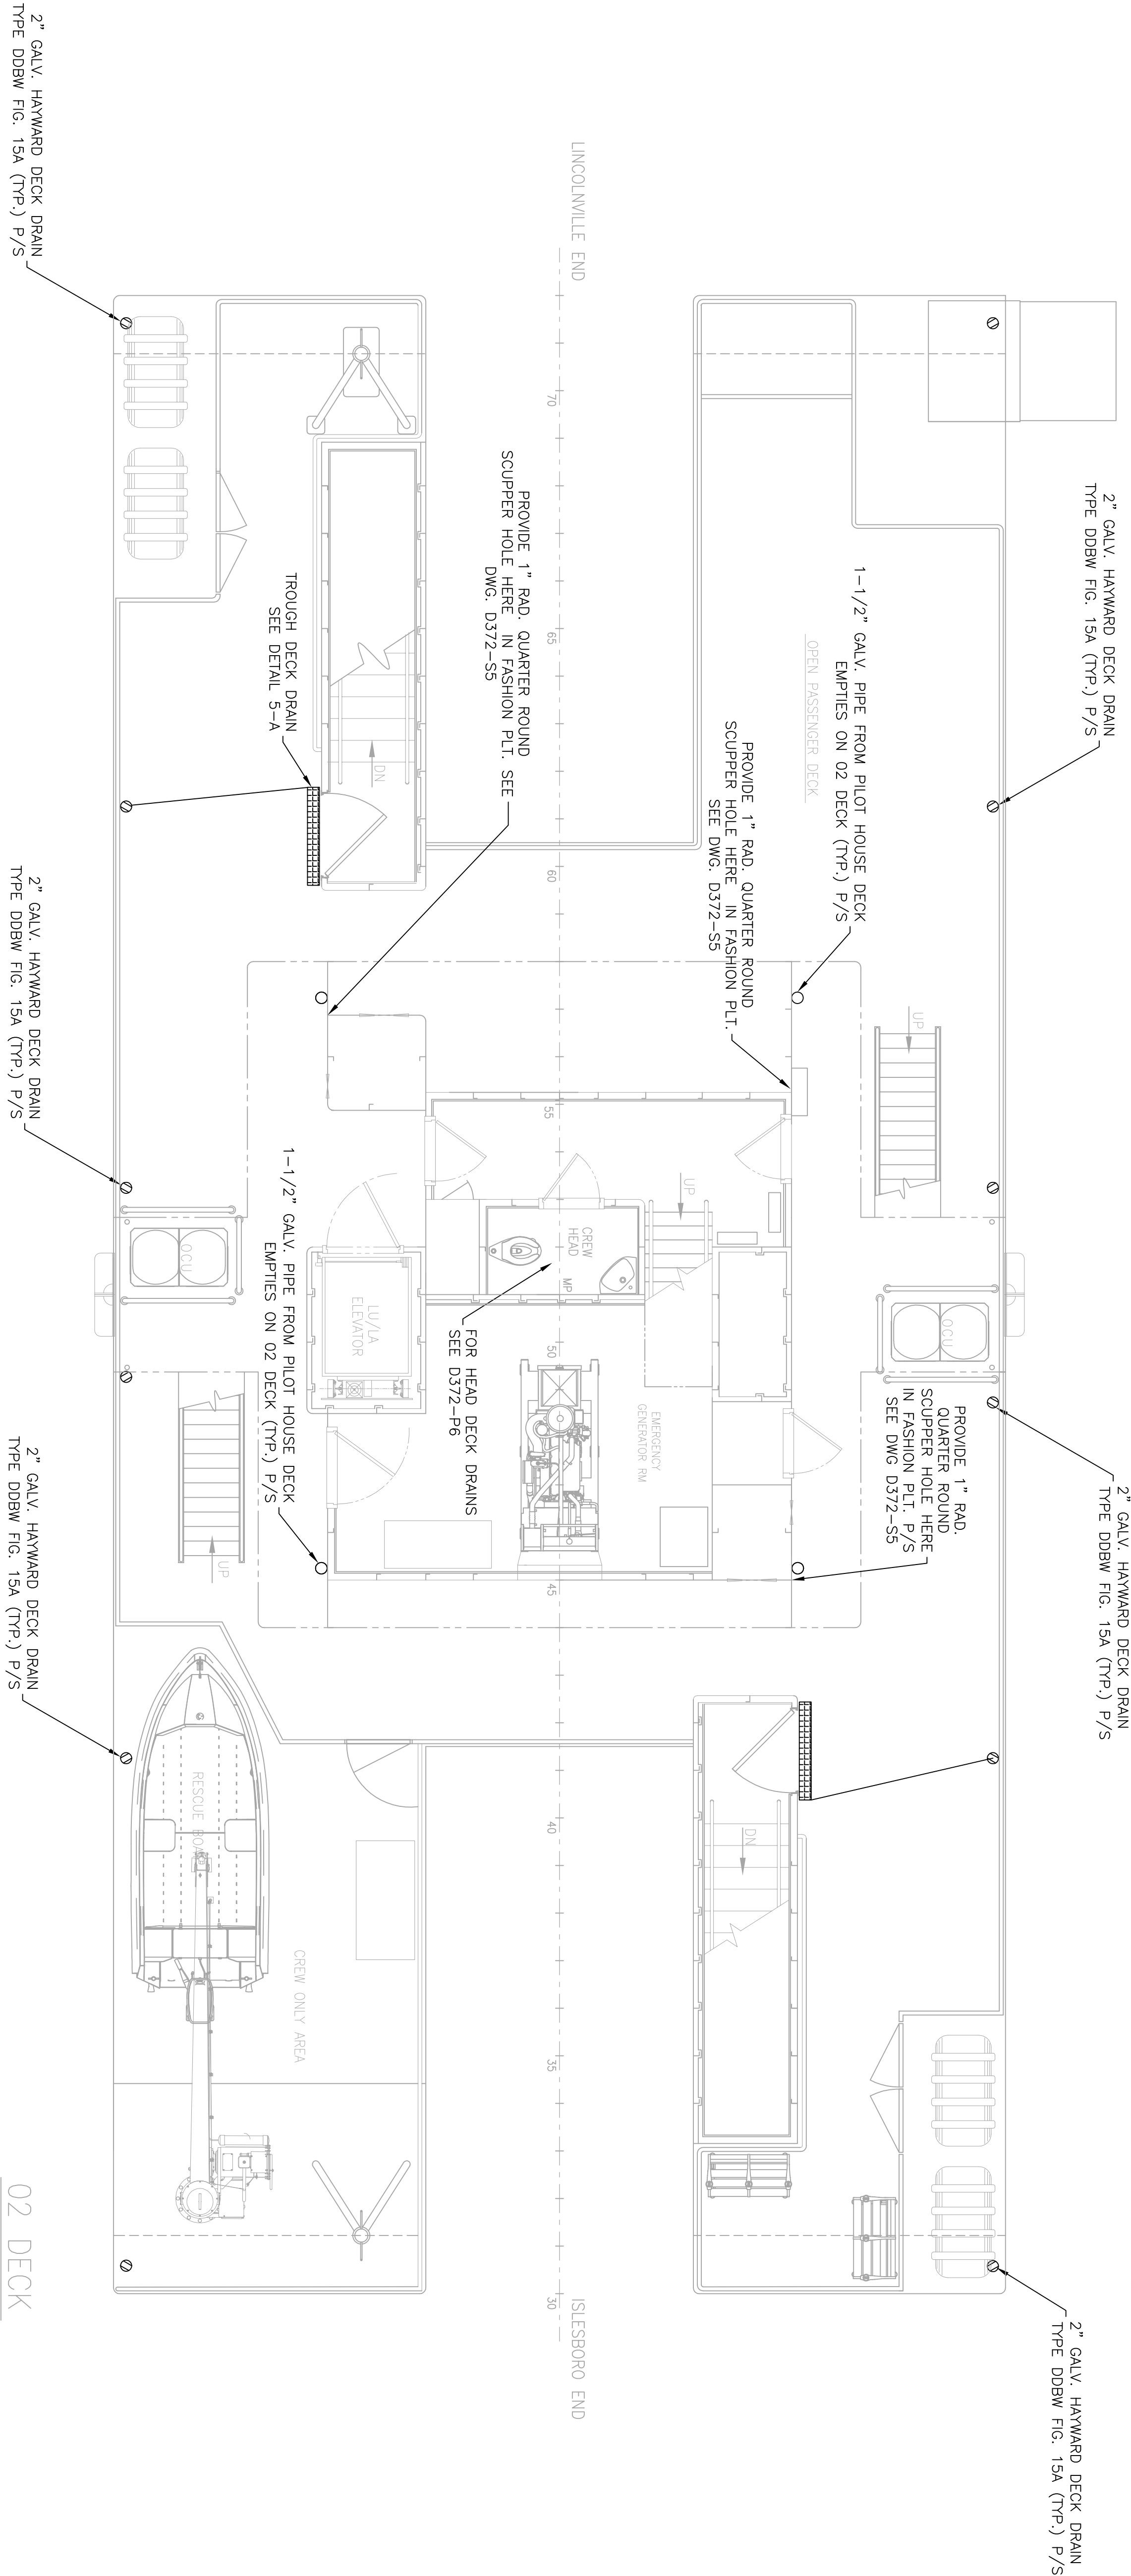 2" GALV. HAYWARD DECK DRAIN
TYPE DDBW FIG. 15A (TYP.) P/S
2" GALV. HAYWARD DECK DRAIN
TYPE DDBW FIG. 15A (TYP.) P/S
2" GALV. HAYWARD DECK DRAIN
TYPE DDBW FIG. 15A (TYP.) P/S
1-1/2" GALV. PIPE FROM PILOT HOUSE DECK
EMPTIES ON 02 DECK (TYP.) P/S
OPEN PASSENGER DECK
UP
OCU
PROVIDE 1" RAD.
QUARTER ROUND
SCUPPER HOLE HERE
IN FASHION PLT. P/S
SEE DWG D372-S5
PROVIDE 1" RAD. QUARTER ROUND
SCUPPER HOLE HERE IN FASHION PLT.
SEE DWG. D372-S5
DN
UP
EMERGENCY
GENERATOR RM
CREW
HEAD
MP
LINCOLNVILLE END
70
65
60
55
50
45
40
35
30
ISLESBORO END
PROVIDE 1" RAD. QUARTER ROUND
SCUPPER HOLE HERE IN FASHION PLT. SEE
DWG. D372-S5
FOR HEAD DECK DRAINS
SEE D372-P6
DN
LU/LA
ELEVATOR
TROUGH DECK DRAIN
SEE DETAIL 5-A
1-1/2" GALV. PIPE FROM PILOT HOUSE DECK
EMPTIES ON 02 DECK (TYP.) P/S
CREW ONLY AREA
UP
OCU
RESCUE BOAT
2" GALV. HAYWARD DECK DRAIN
TYPE DDBW FIG. 15A (TYP.) P/S
2" GALV. HAYWARD DECK DRAIN
TYPE DDBW FIG. 15A (TYP.) P/S
2" GALV. HAYWARD DECK DRAIN
TYPE DDBW FIG. 15A (TYP.) P/S
02 DECK